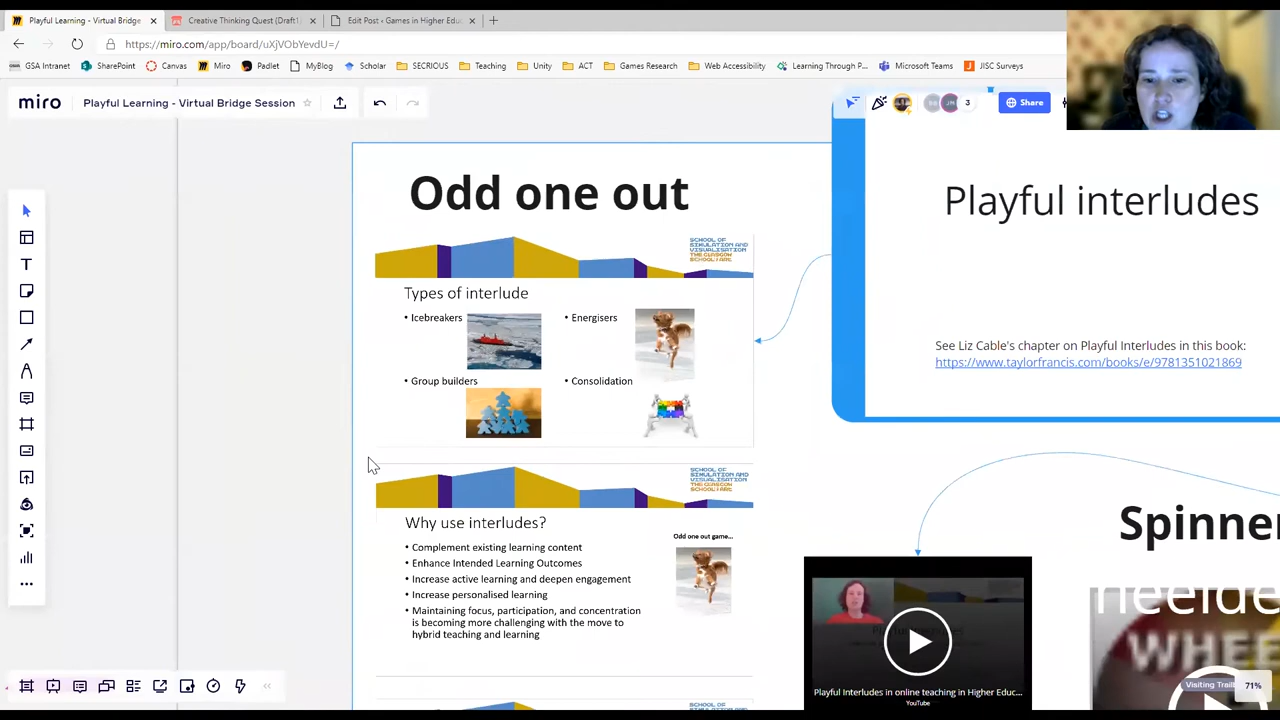 Playful Learning - Virtual Bridge
Creative Thinking Quest (Draft1)
Edit Post ‹ Games in Higher Edu
https://miro.com/app/board/uXjVObYevdU=/
GSA Intranet
SharePoint
Canvas
Miro
Padlet
MyBlog
Scholar
SECRIOUS
Teaching
Unity
ACT
Games Research
Web Accessibility
Learning Through P...
Microsoft Teams
JISC Surveys
miro
Playful Learning - Virtual Bridge Session
3
Share
Odd one out
Playful interludes
SCHOOL OF
SIMULATION AND
VISUALISATION
THE GLASGOW
SCHOOL OF ART
Types of interlude
• Icebreakers
• Energisers
• Group builders
• Consolidation
See Liz Cable's chapter on Playful Interludes in this book:
https://www.taylorfrancis.com/books/e/9781351021869
SCHOOL OF
SIMULATION AND
VISUALISATION
THE GLASGOW
SCHOOL OF ART
Why use interludes?
Odd one out game...
• Complement existing learning content
• Enhance Intended Learning Outcomes
• Increase active learning and deepen engagement
• Increase personalised learning
• Maintaining focus, participation, and concentration
is becoming more challenging with the move to
hybrid teaching and learning
Spinner
neelde
WHEE
Playful Interludes in online teaching in Higher Educ...
YouTube
Visiting Trail
71%
SCHOOL OF